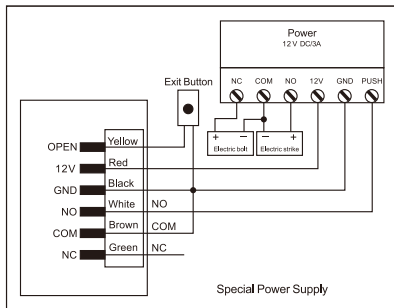 Power
12 V DC/3A
NC COM NO 12V GND PUSH
Exit Button
+ − − +
Electric bolt Electric strike
OPEN Yellow
12V Red
GND Black
NO White NO
COM Brown COM
NC Green NC
Special Power Supply